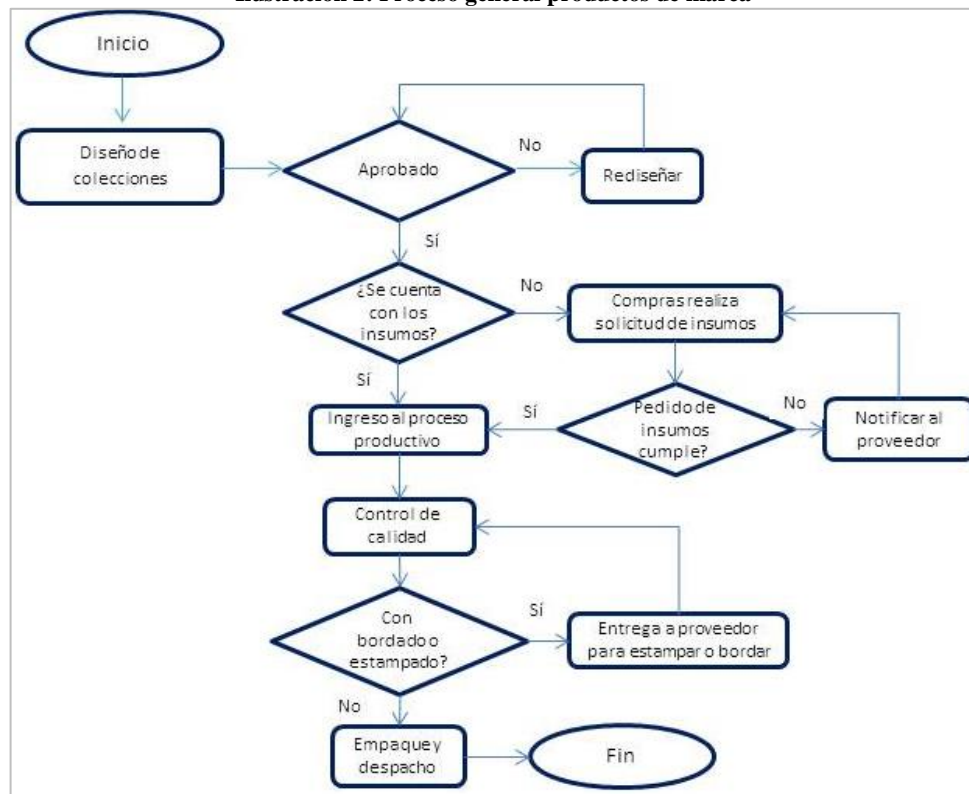 Ilustración 2. Proceso general productos de marca
Inicio
Diseño de
colecciones
Aprobado
No
Rediseñar
Sí
¿Se cuenta
con los
insumos?
No
Compras realiza
solicitud de insumos
Sí
Ingreso al proceso
productivo
Sí
Pedido de
insumos
cumple?
No
Notificar al
proveedor
Control de
calidad
Con
bordado o
estampado?
Sí
Entrega a proveedor
para estampar o bordar
No
Empaque y
despacho
Fin